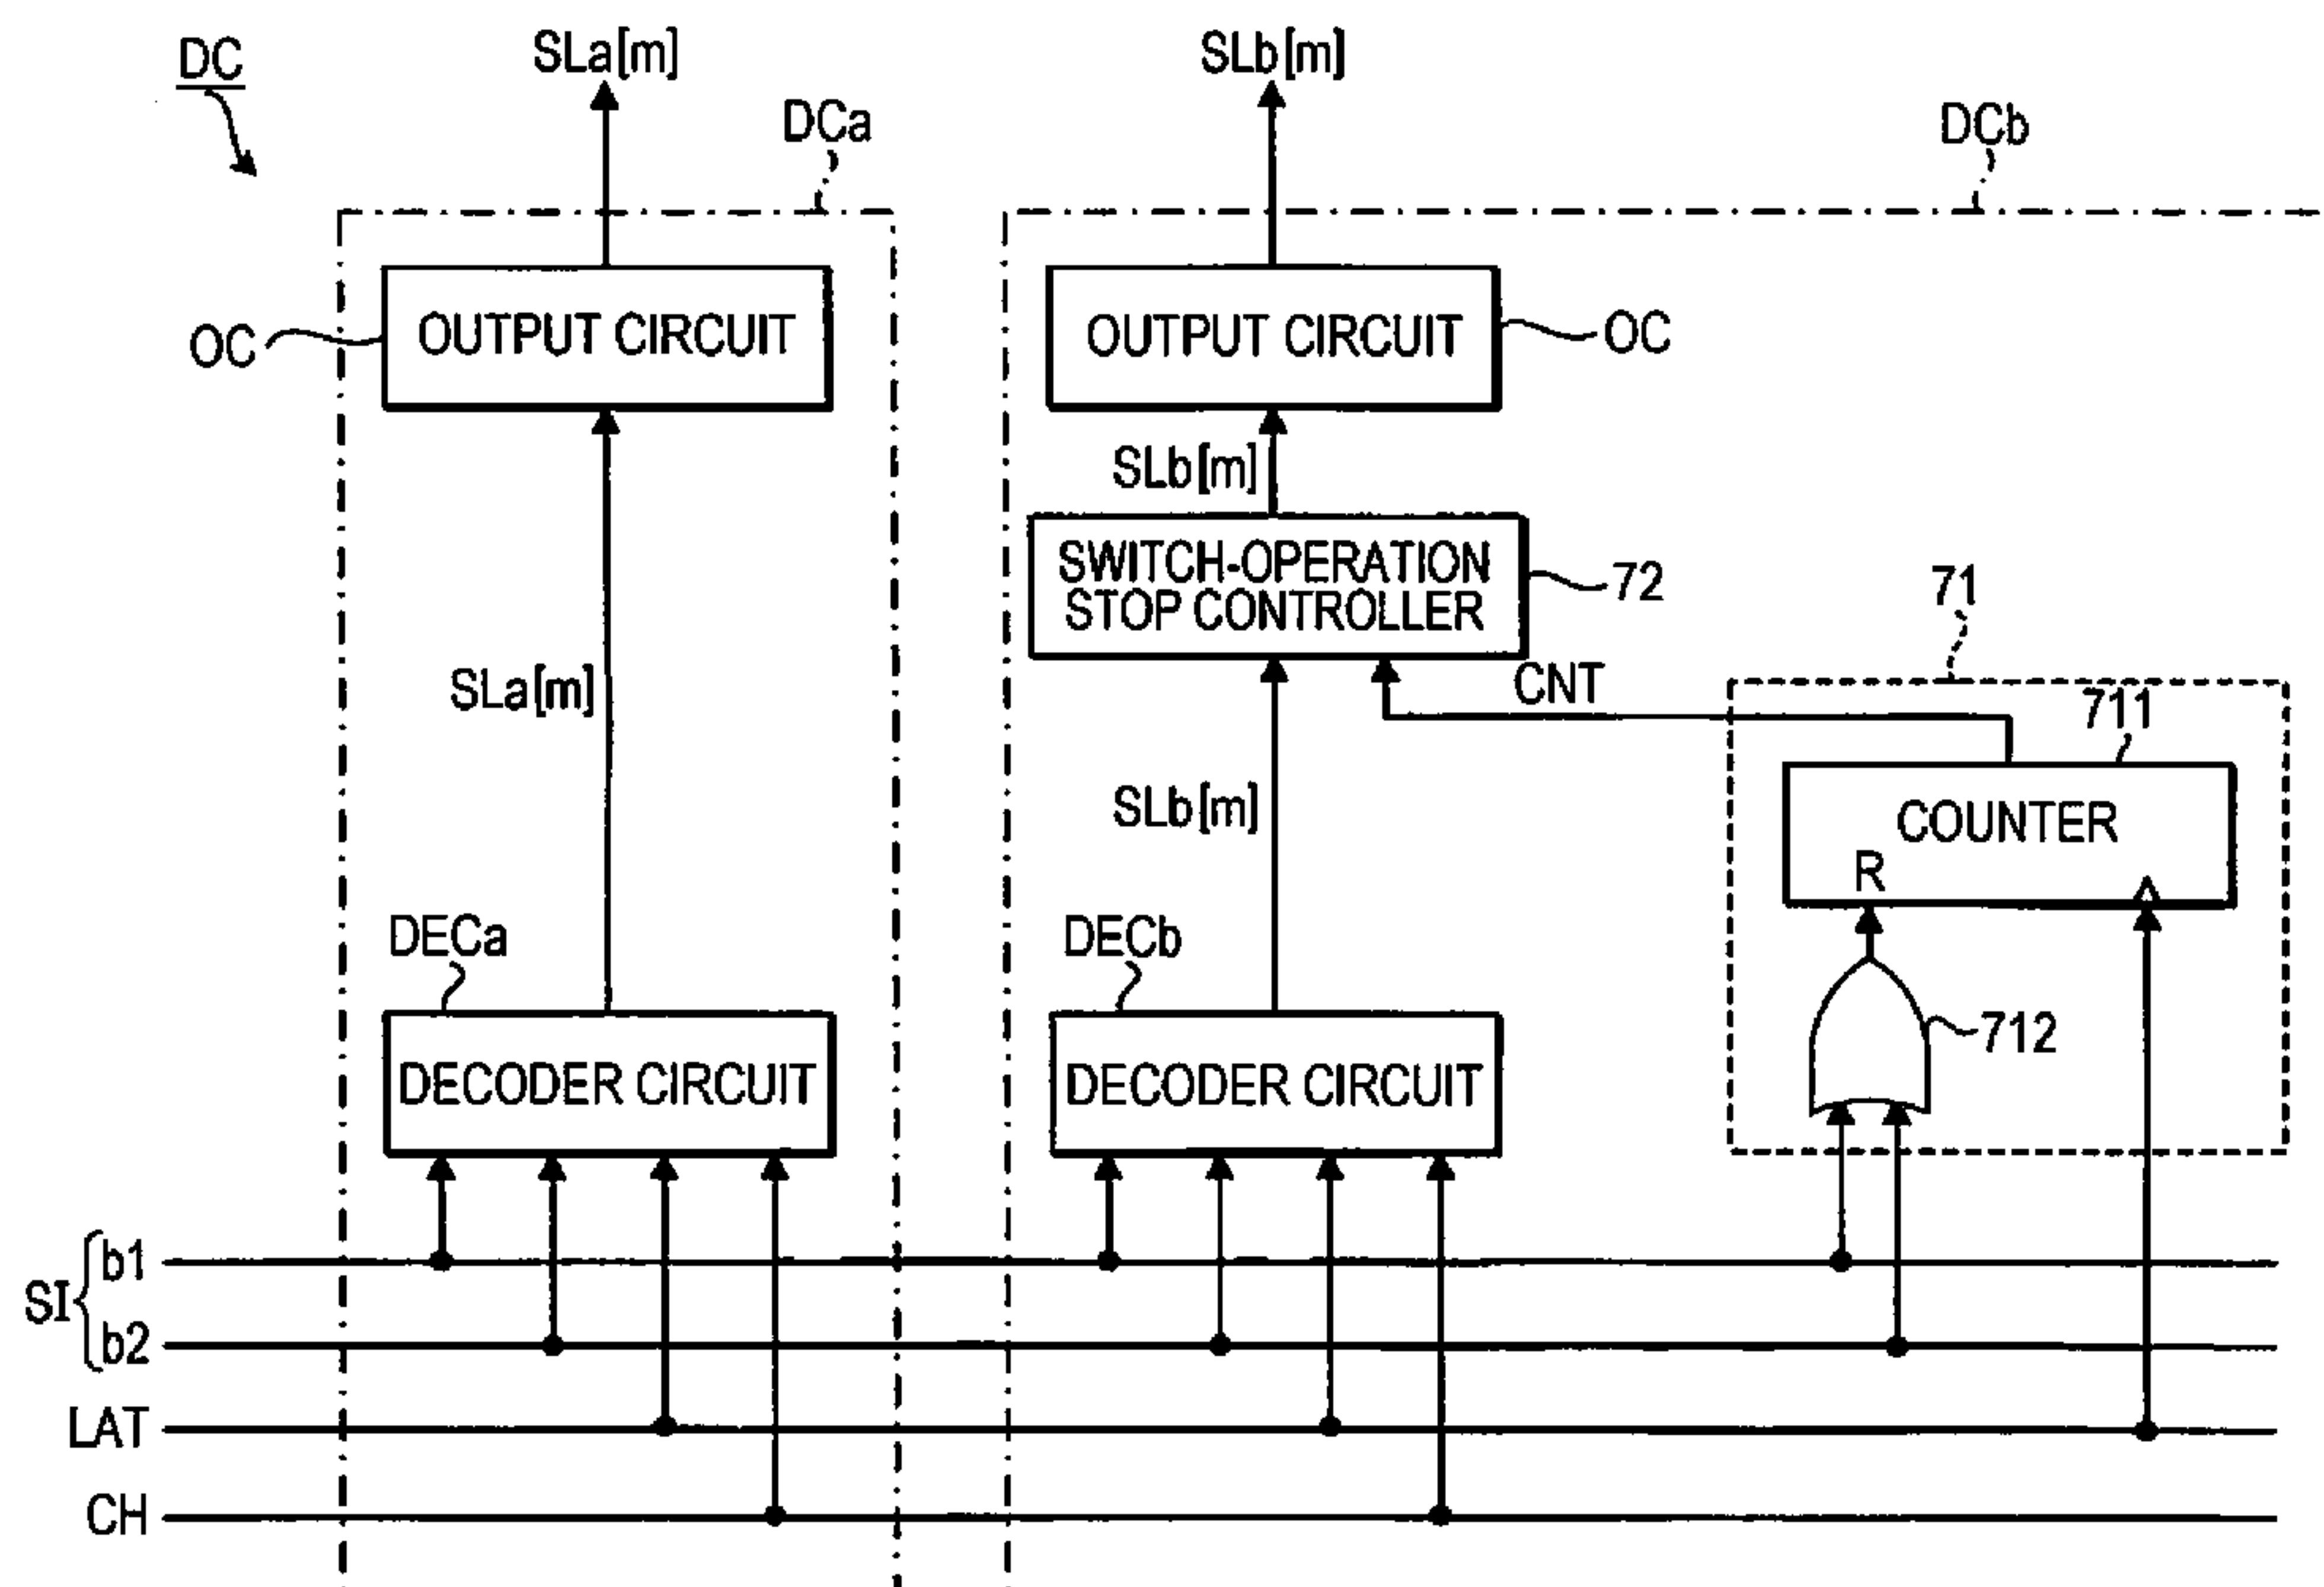 DC
SLa[m]
SLb[m]
DCa
DCb
OC
OUTPUT CIRCUIT
OUTPUT CIRCUIT
OC
SLb[m]
SWITCH-OPERATION
STOP CONTROLLER
72
71
SLa[m]
CNT
711
SLb[m]
COUNTER
R
DECa
DECb
712
DECODER CIRCUIT
DECODER CIRCUIT
SI
b1
b2
LAT
CH